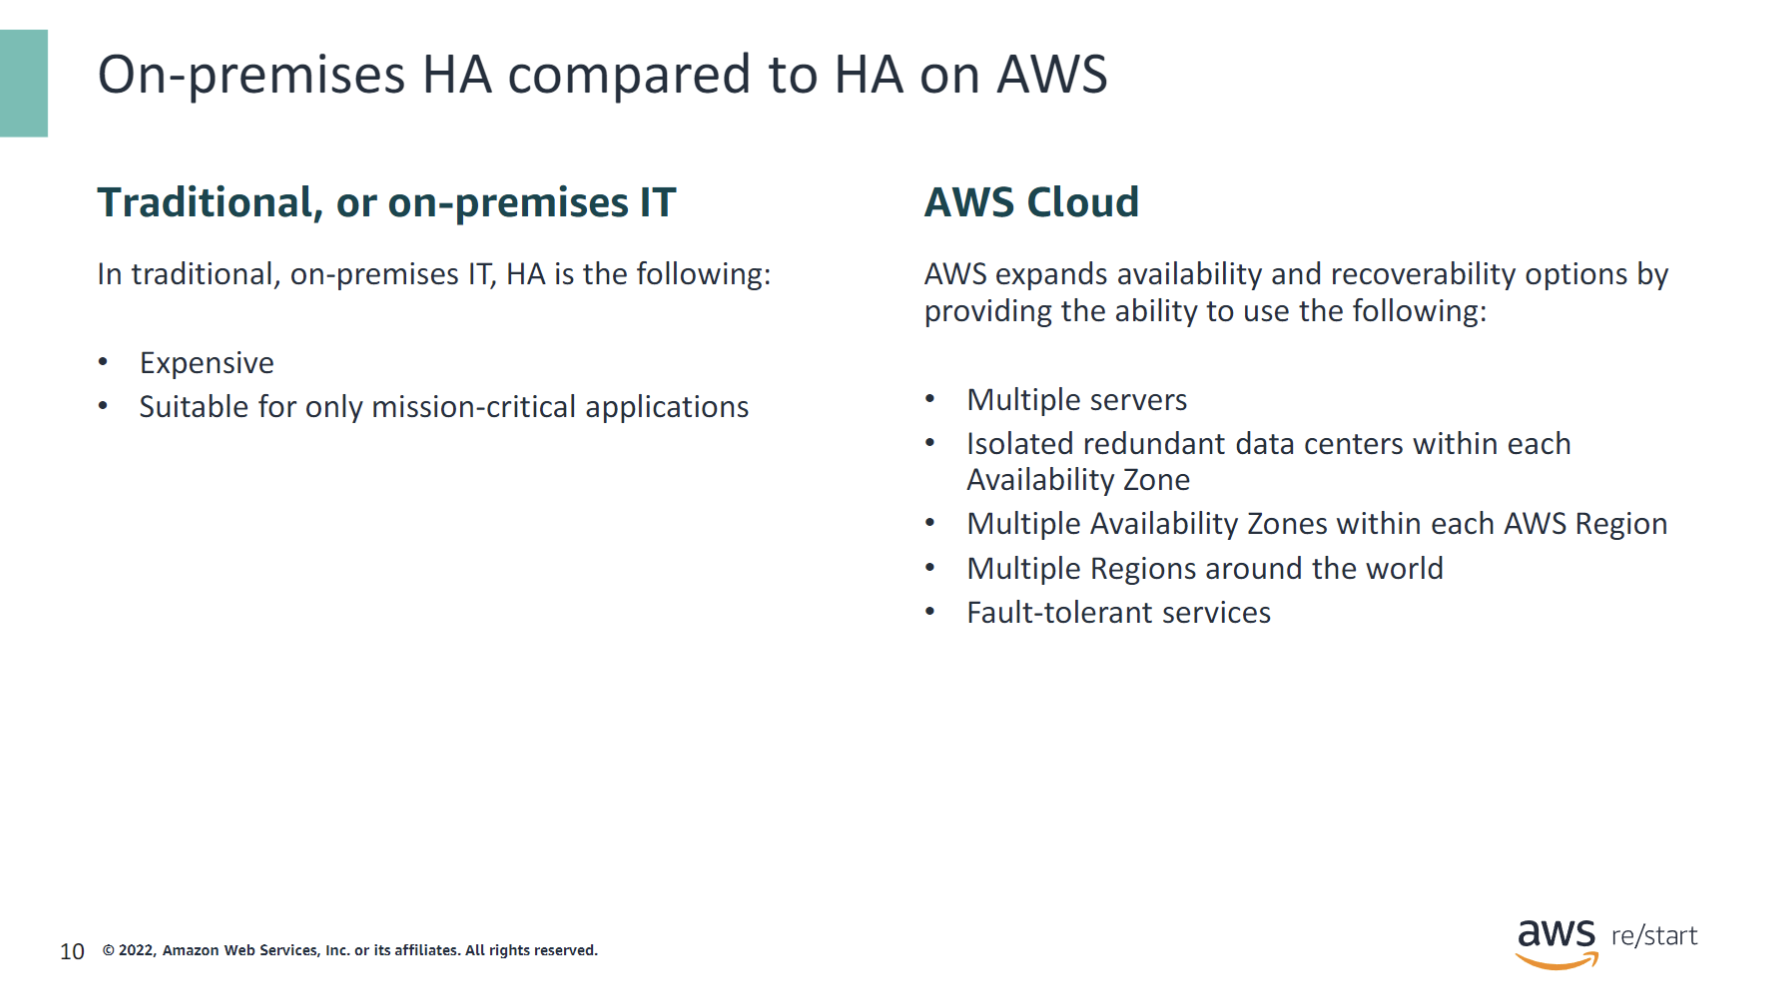 On-premises HA compared to HA on AWS
Traditional, or on-premises IT
In traditional, on-premises IT, HA is the following:
• Expensive
• Suitable for only mission-critical applications
AWS Cloud
AWS expands availability and recoverability options by
providing the ability to use the following:
• Multiple servers
• Isolated redundant data centers within each
Availability Zone
• Multiple Availability Zones within each AWS Region
• Multiple Regions around the world
• Fault-tolerant services
10 © 2022, Amazon Web Services, Inc. or its affiliates. All rights reserved.
aws re/start